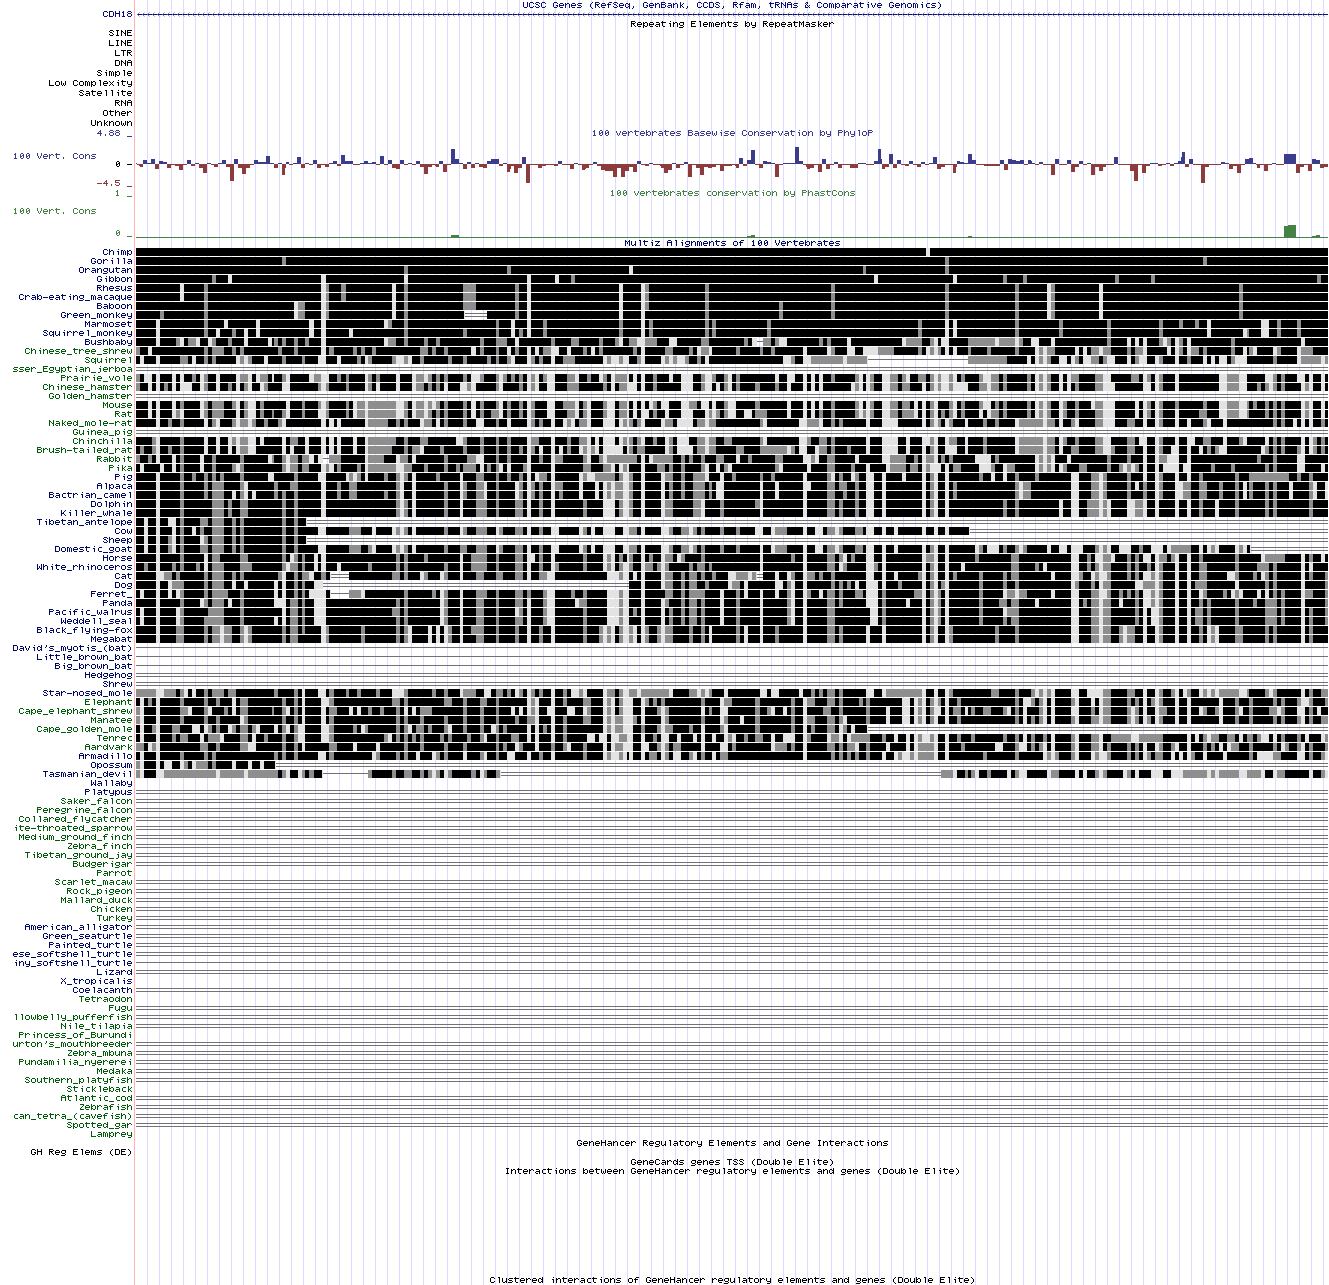 UCSC Genes (RefSeq, GenBank, CCDS, Rfam, tRNAs & Comparative Genomics)
CDH18
Repeating Elements by RepeatMasker
SINE
LINE
LTR
DNA
Simple
Low Complexity
Satellite
RNA
Other
Unknown
4.88 _
100 vertebrates Basewise Conservation by PhyloP
100 Vert. Cons
0 _
-4.5 _
1 _
100 vertebrates conservation by PhastCons
100 Vert. Cons
0 _
Multiz Alignments of 100 Vertebrates
Chimp
Gorilla
Orangutan
Gibbon
Rhesus
Crab-eating_macaque
Baboon
Green_monkey
Marmoset
Squirrel_monkey
Bushbaby
Chinese_tree_shrew
Squirrel
sser_Egyptian_jerboa
Prairie_vole
Chinese_hamster
Golden_hamster
Mouse
Rat
Naked_mole-rat
Guinea_pig
Chinchilla
Brush-tailed_rat
Rabbit
Pika
Pig
Alpaca
Bactrian_camel
Dolphin
Killer_whale
Tibetan_antelope
Cow
Sheep
Domestic_goat
Horse
White_rhinoceros
Cat
Dog
Ferret_
Panda
Pacific_walrus
Weddell_seal
Black_flying-fox
Megabat
David's_myotis_(bat)
Little_brown_bat
Big_brown_bat
Hedgehog
Shrew
Star-nosed_mole
Elephant
Cape_elephant_shrew
Manatee
Cape_golden_mole
Tenrec
Aardvark
Armadillo
Opossum
Tasmanian_devil
Wallaby
Platypus
Saker_falcon
Peregrine_falcon
Collared_flycatcher
ite-throated_sparrow
Medium_ground_finch
Zebra_finch
Tibetan_ground_jay
Budgerigar
Parrot
Scarlet_macaw
Rock_pigeon
Mallard_duck
Chicken
Turkey
American_alligator
Green_seaturtle
Painted_turtle
ese_softshell_turtle
iny_softshell_turtle
Lizard
X_tropicalis
Coelacanth
Tetraodon
Fugu
llowbelly_pufferfish
Nile_tilapia
Princess_of_Burundi
urton's_mouthbreeder
Zebra_mbuna
Pundamilia_nyererei
Medaka
Southern_platyfish
Stickleback
Atlantic_cod
Zebrafish
can_tetra_(cavefish)
Spotted_gar
Lamprey
GeneHancer Regulatory Elements and Gene Interactions
GH Reg Elems (DE)
GeneCards genes TSS (Double Elite)
Interactions between GeneHancer regulatory elements and genes (Double Elite)
Clustered interactions of GeneHancer regulatory elements and genes (Double Elite)